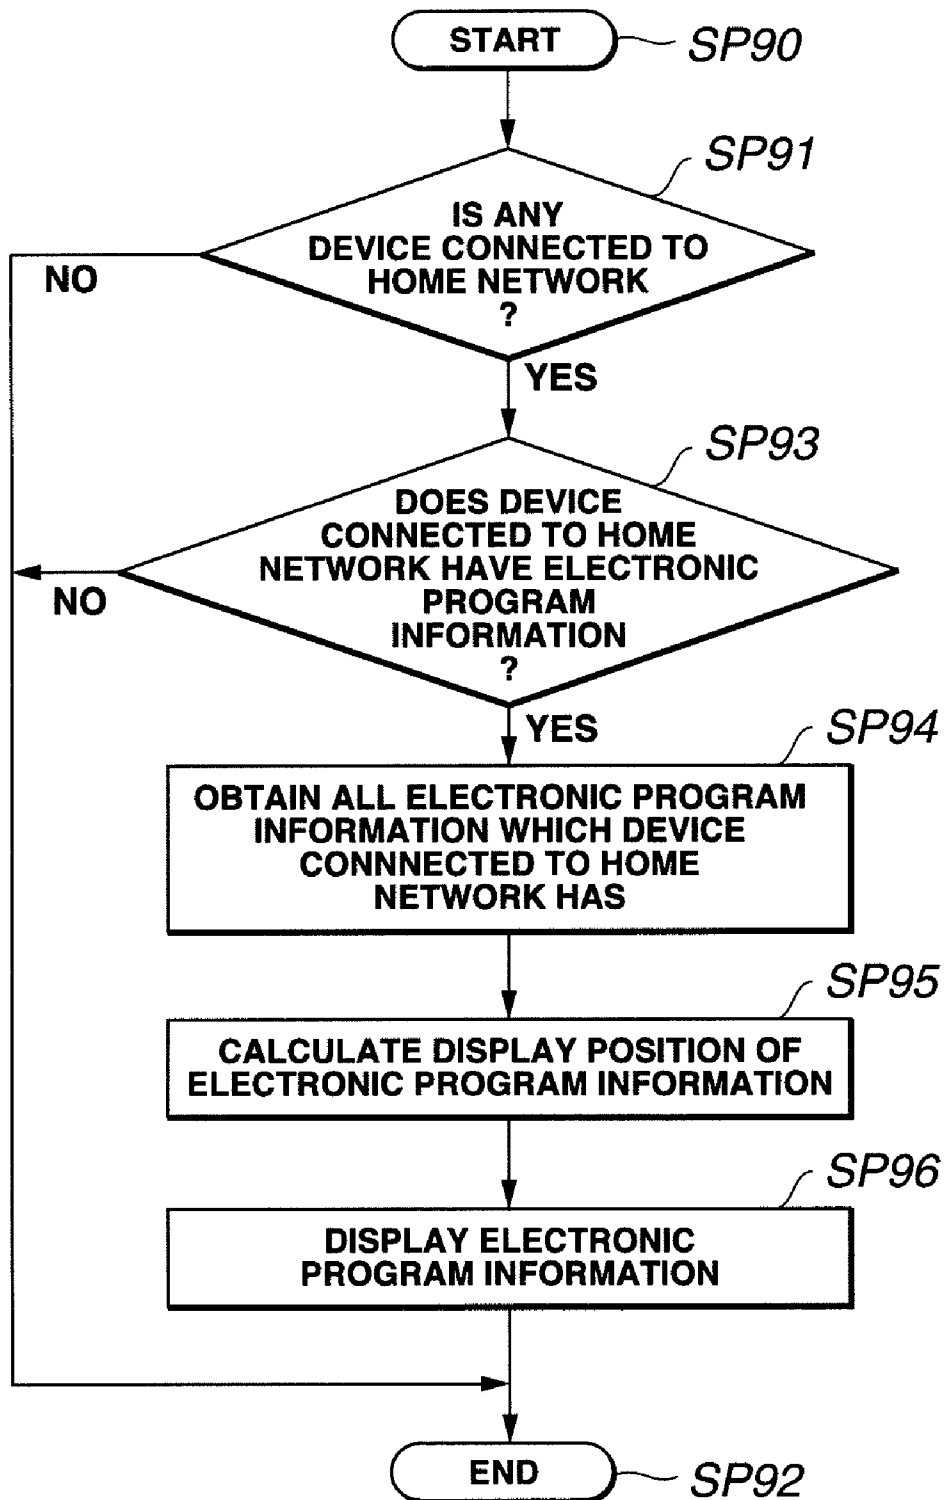 START
SP90
SP91
IS ANY
DEVICE CONNECTED TO
HOME NETWORK
?
NO
YES
SP93
DOES DEVICE
CONNECTED TO HOME
NETWORK HAVE ELECTRONIC
PROGRAM
INFORMATION
?
NO
YES
SP94
OBTAIN ALL ELECTRONIC PROGRAM
INFORMATION WHICH DEVICE
CONNNECTED TO HOME
NETWORK HAS
SP95
CALCULATE DISPLAY POSITION OF
ELECTRONIC PROGRAM INFORMATION
SP96
DISPLAY ELECTRONIC
PROGRAM INFORMATION
END
SP92